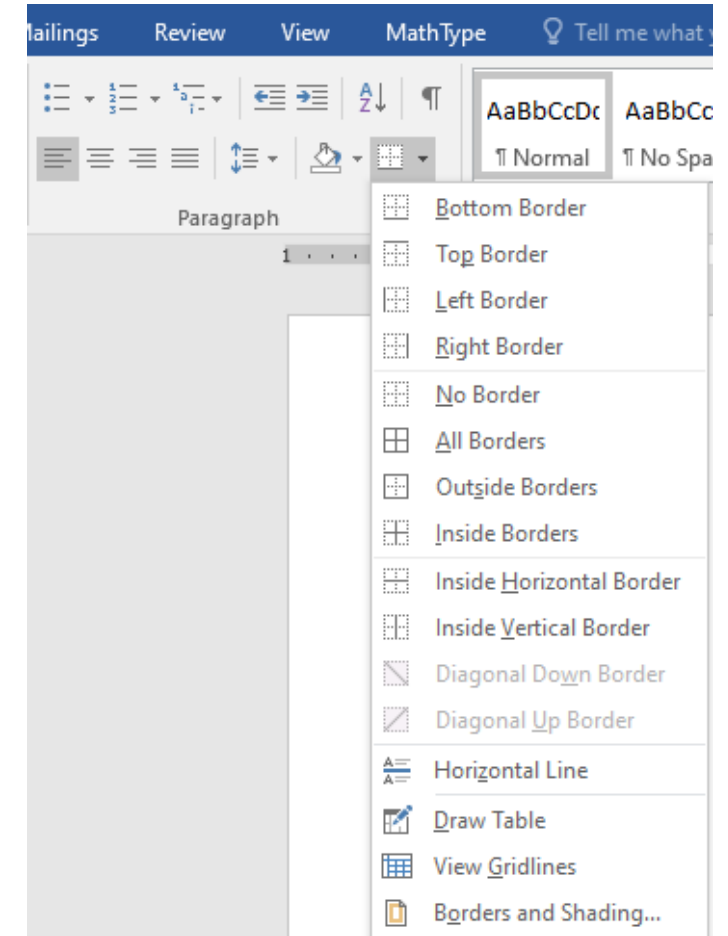 Mailings Review View MathType Tell me what y
AaBbCcDc AaBbCc
¶ Normal ¶ No Spa
Paragraph
1
Bottom Border
Top Border
Left Border
Right Border
No Border
All Borders
Outside Borders
Inside Borders
Inside Horizontal Border
Inside Vertical Border
Diagonal Down Border
Diagonal Up Border
Horizontal Line
Draw Table
View Gridlines
Borders and Shading...